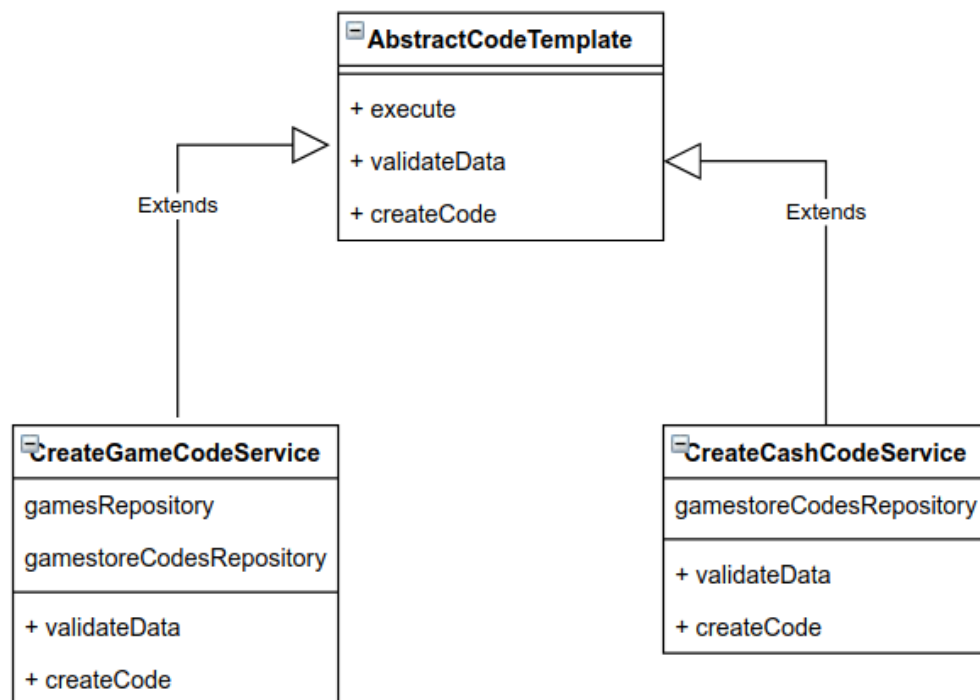 AbstractCodeTemplate
+ execute
+ validateData
+ createCode
Extends
Extends
CreateGameCodeService
gamesRepository
gamestoreCodesRepository
+ validateData
+ createCode
CreateCashCodeService
gamestoreCodesRepository
+ validateData
+ createCode